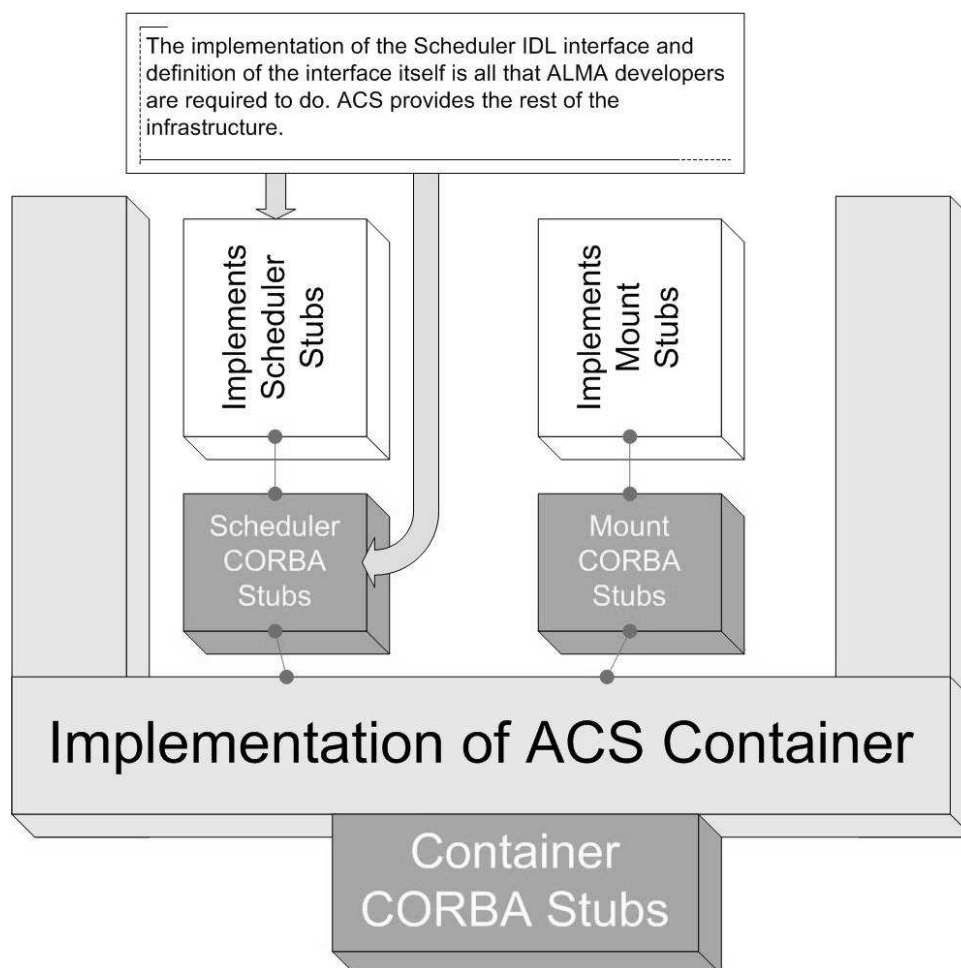 The implementation of the Scheduler IDL interface and
definition of the interface itself is all that ALMA developers
are required to do. ACS provides the rest of the
infrastructure.
Implements
Scheduler
Stubs
Implements
Mount
Stubs
Scheduler
CORBA
Stubs
Mount
CORBA
Stubs
Implementation of ACS Container
Container
CORBA Stubs